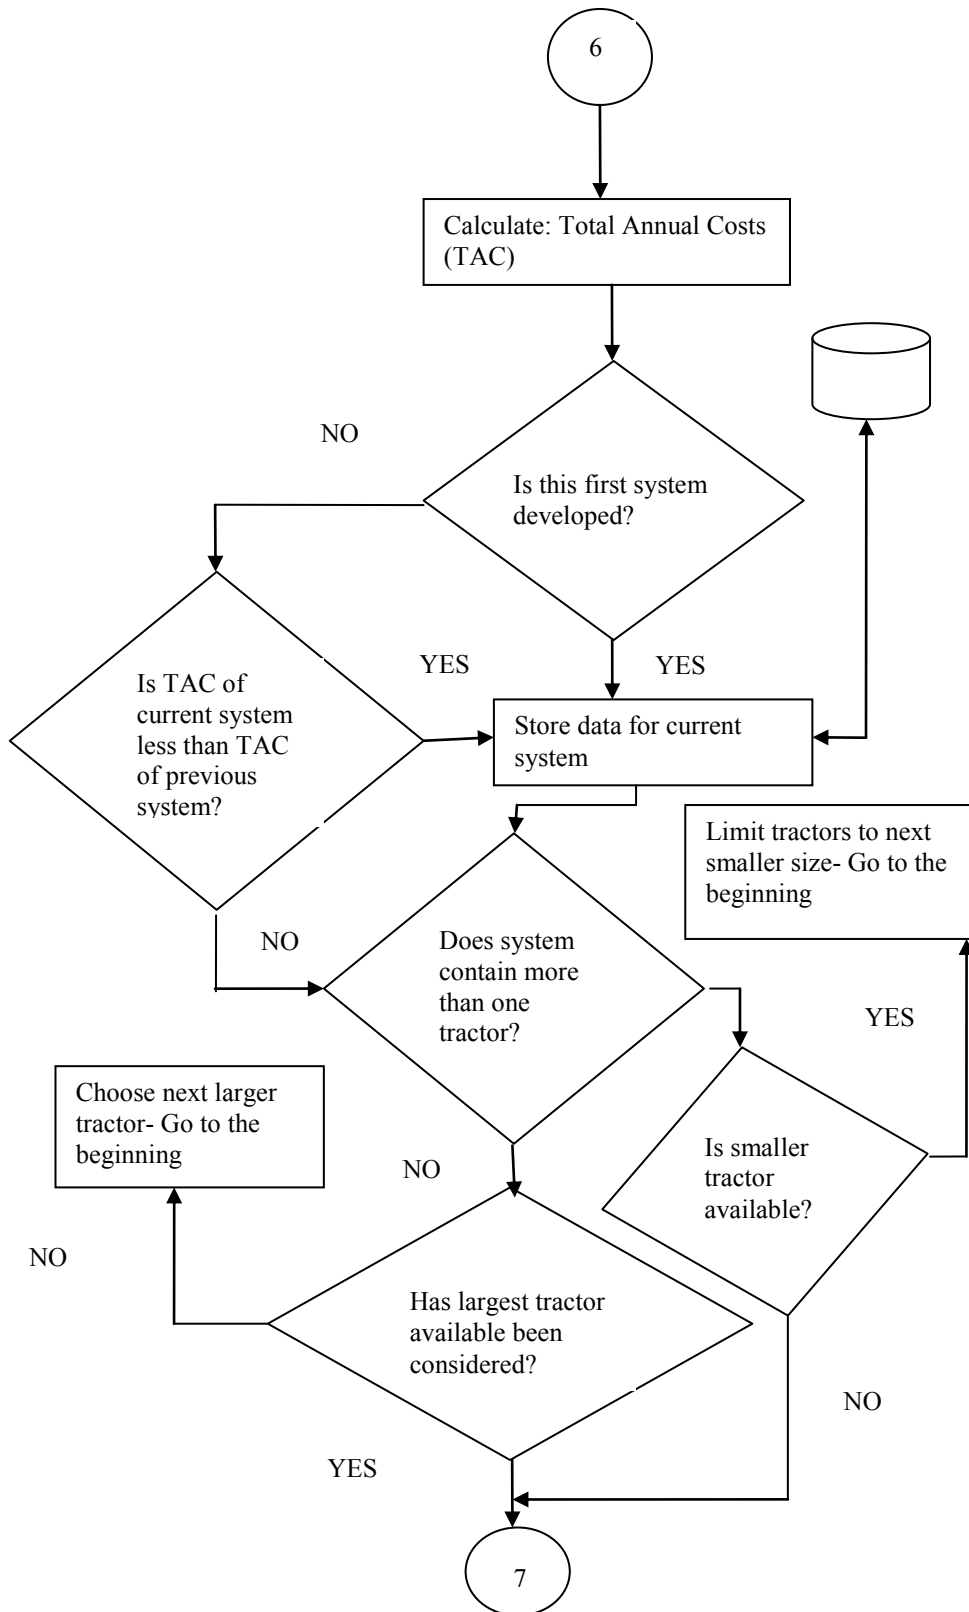 6
Calculate: Total Annual Costs
(TAC)
NO
Is this first system
developed?
YES
YES
Is TAC of
current system
less than TAC
of previous
system?
Store data for current
system
Limit tractors to next
smaller size- Go to the
beginning
NO
Does system
contain more
than one
tractor?
YES
Choose next larger
tractor- Go to the
beginning
NO
Is smaller
tractor
available?
NO
Has largest tractor
available been
considered?
NO
YES
7